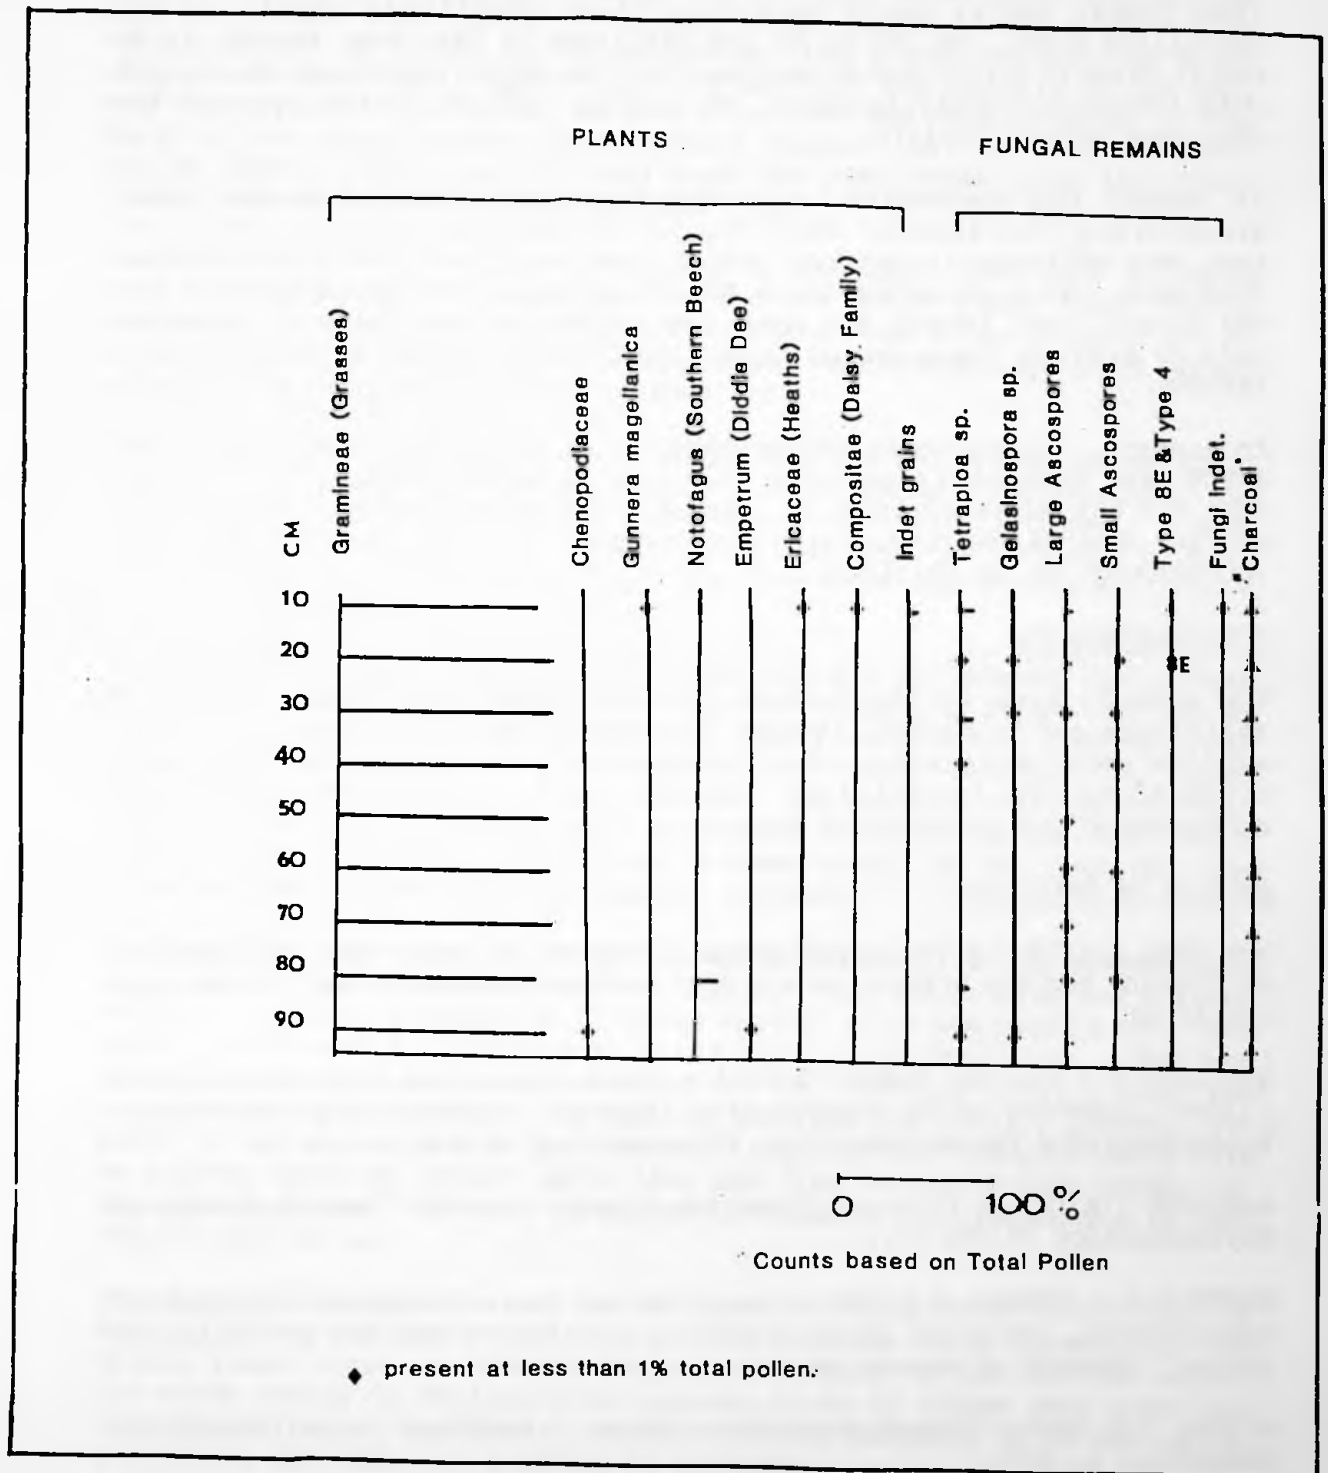 PLANTS
FUNGAL REMAINS
CM
Gramineae (Grasses)
Chenopodiaceae
Gunnera magellanica
Notofagus (Southern Beech)
Empetrum (Diddle Dee)
Ericaceae (Heaths)
Compositae (Daisy Family)
Indet grains
Tetraploa sp.
Gelasinospora sp.
Large Ascospores
Small Ascospores
Type 8E & Type 4
Fungi Indet.
Charcoal
10
20
8E
30
40
50
60
70
80
90
0 100 %
Counts based on Total Pollen
♦ present at less than 1% total pollen.